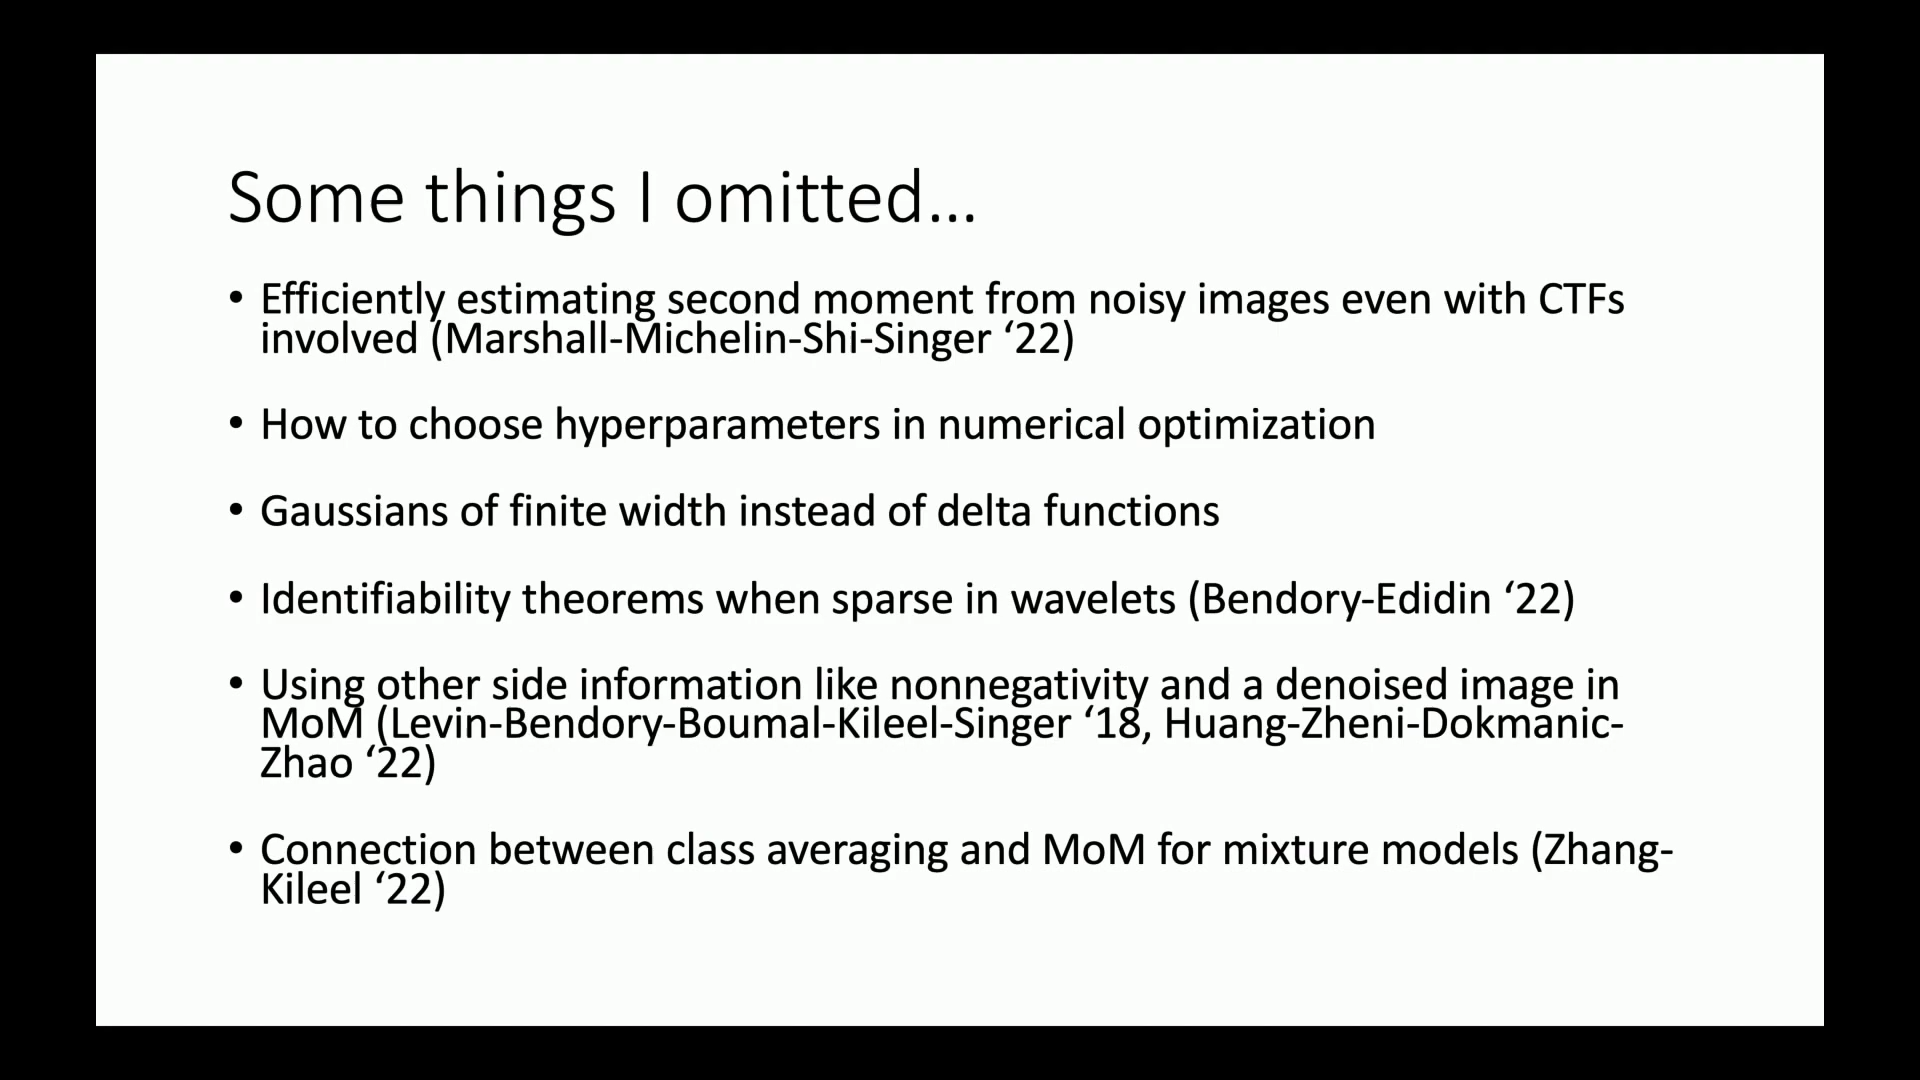 Some things I omitted...
• Efficiently estimating second moment from noisy images even with CTFs
involved (Marshall-Michelin-Shi-Singer ‘22)
• How to choose hyperparameters in numerical optimization
• Gaussians of finite width instead of delta functions
• Identifiability theorems when sparse in wavelets (Bendory-Edidin ‘22)
• Using other side information like nonnegativity and a denoised image in
MoM (Levin-Bendory-Boumal-Kileel-Singer ‘18, Huang-Zheni-Dokmanic-
Zhao ‘22)
• Connection between class averaging and MoM for mixture models (Zhang-
Kileel ‘22)